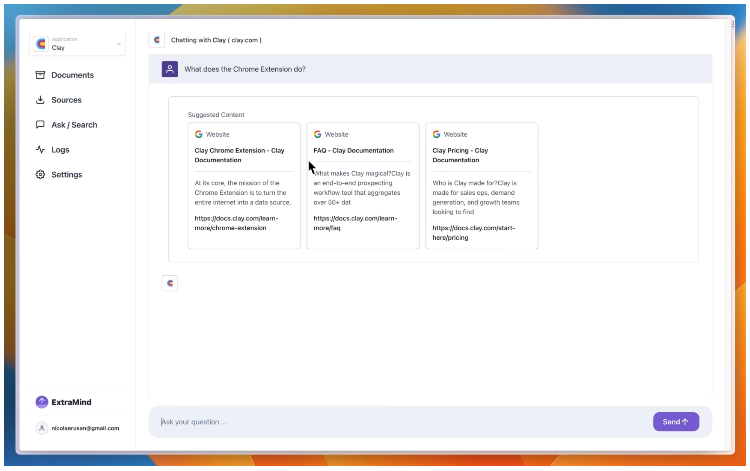 Application
Clay
Documents
Sources
Ask / Search
Logs
Settings
ExtraMind
nicolserusan@gmail.com
Chatting with Clay ( clay.com )
What does the Chrome Extension do?
Suggested Content
Website
Clay Chrome Extension - Clay
Documentation
At its core, the mission of the
Chrome Extension is to turn the
entire internet into a data source.
https://docs.clay.com/learn-
more/chrome-extension
Website
FAQ - Clay Documentation
What makes Clay magical?Clay is
an end-to-end prospecting
workflow tool that aggregates
over 50+ dat
https://docs.clay.com/learn-
more/faq
Website
Clay Pricing - Clay
Documentation
Who is Clay made for?Clay is
made for sales ops, demand
generation, and growth teams
looking to find
https://docs.clay.com/start-
here/pricing
Ask your question ...
Send